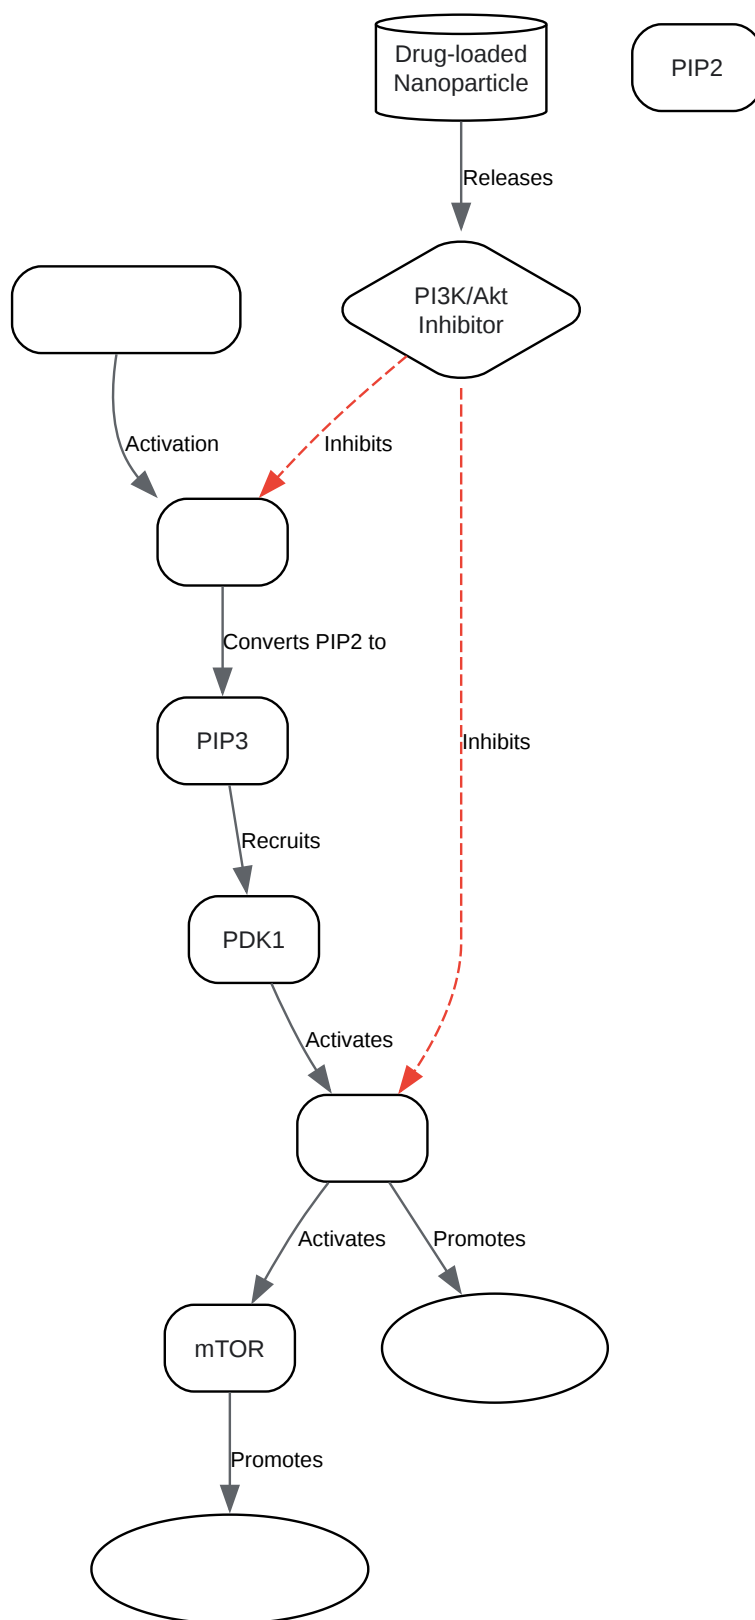 Drug-loaded
Nanoparticle
PIP2
Releases
PI3K/Akt
Inhibitor
Activation
Inhibits
Converts PIP2 to
PIP3
Inhibits
Recruits
PDK1
Activates
Activates
Promotes
mTOR
Promotes